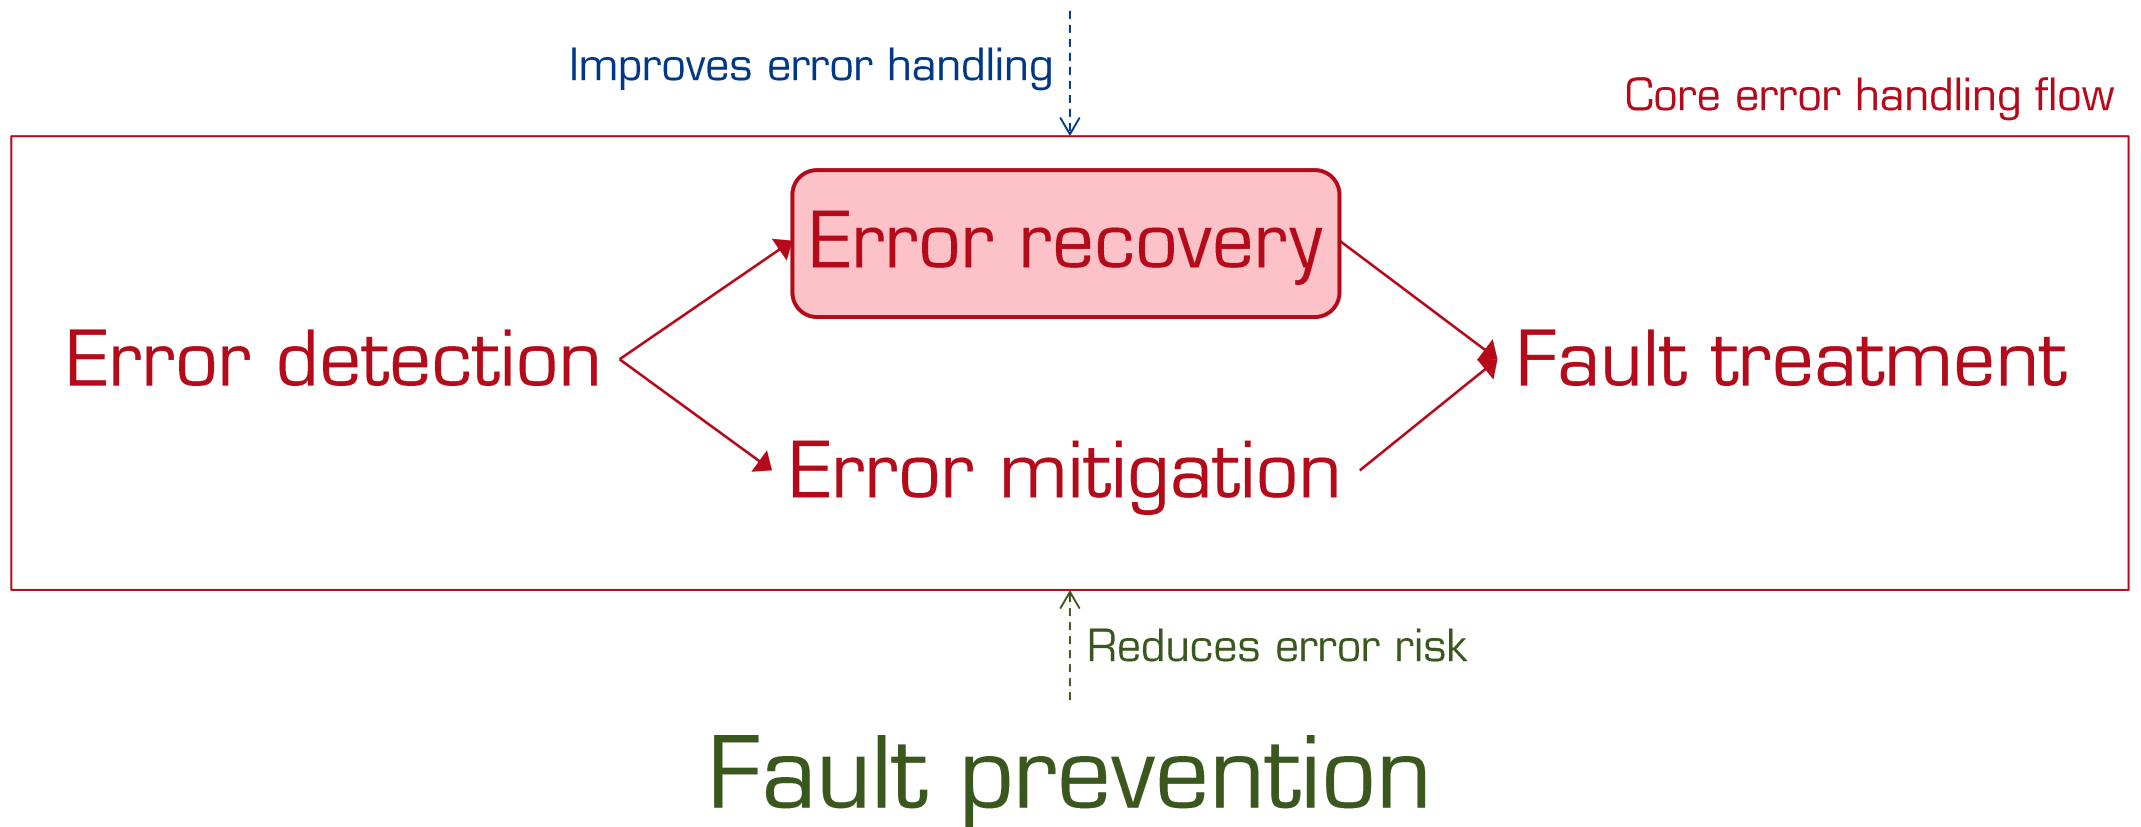 Improves error handling
Core error handling flow
Error recovery
Error detection
Fault treatment
Error mitigation
Reduces error risk
Fault prevention